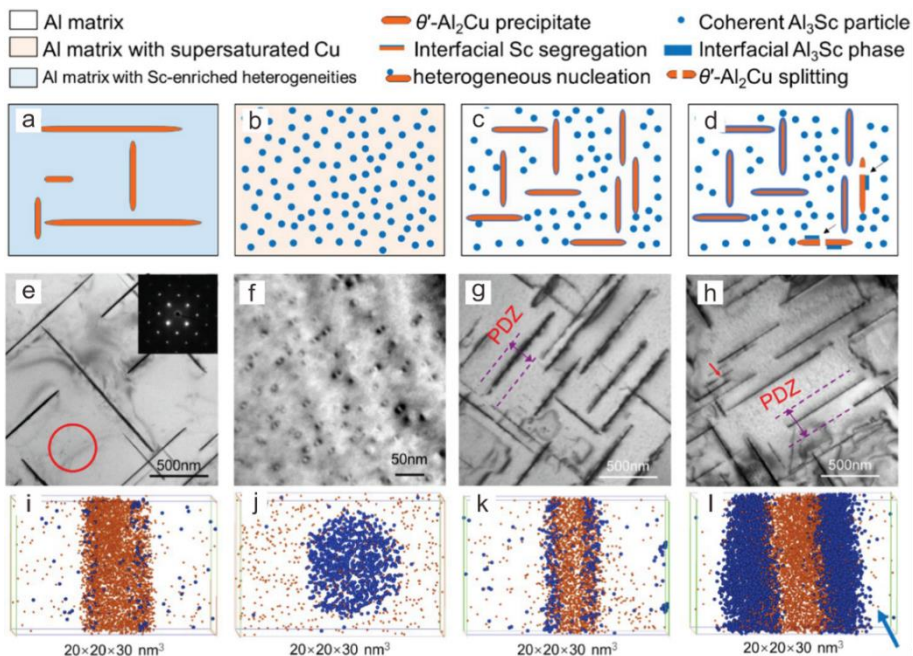 Al matrix
θ′-Al₂Cu precipitate
Coherent Al₃Sc particle
Al matrix with supersaturated Cu
Interfacial Sc segregation
Interfacial Al₃Sc phase
Al matrix with Sc-enriched heterogeneities
heterogeneous nucleation
θ′-Al₂Cu splitting
a
b
c
d
e
f
g
h
PDZ
PDZ
500nm
50nm
500nm
500nm
i
j
k
l
20×20×30 nm³
20×20×30 nm³
20×20×30 nm³
20×20×30 nm³